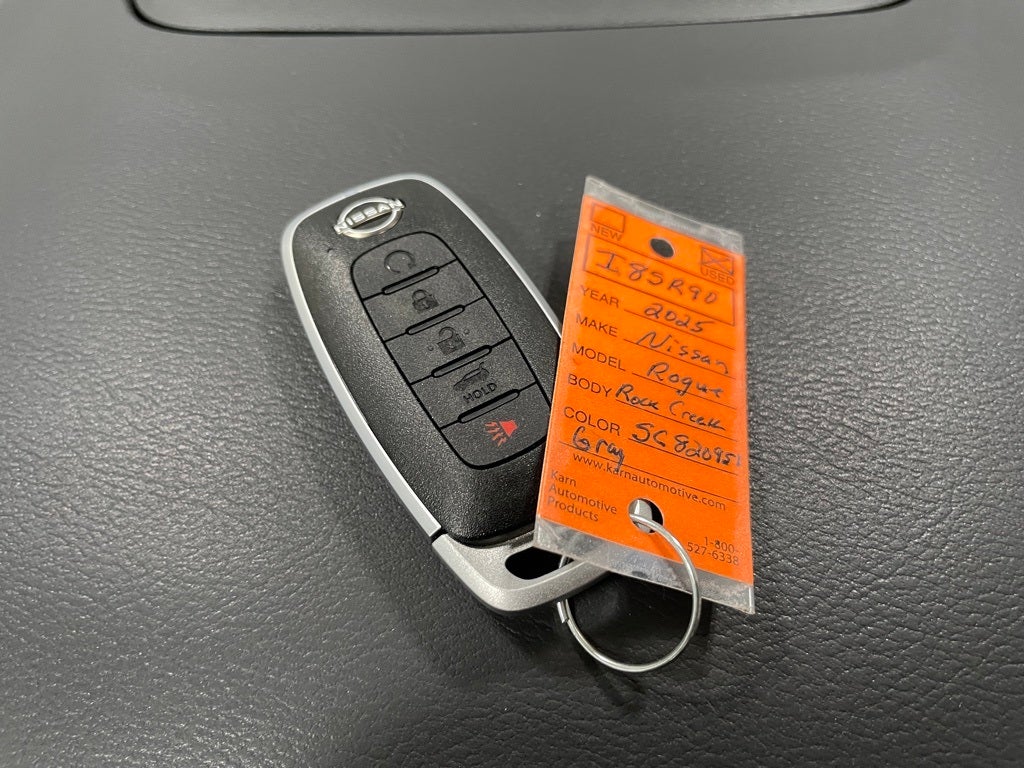 NISSAN
HOLD
NEW
USED
I85R90
YEAR 2025
MAKE Nissan
MODEL Rogue
BODY Rock Creek
COLOR SC820951
Gray
www.karnautomotive.com
Karn
Automotive
Products
1-800-
527-6338